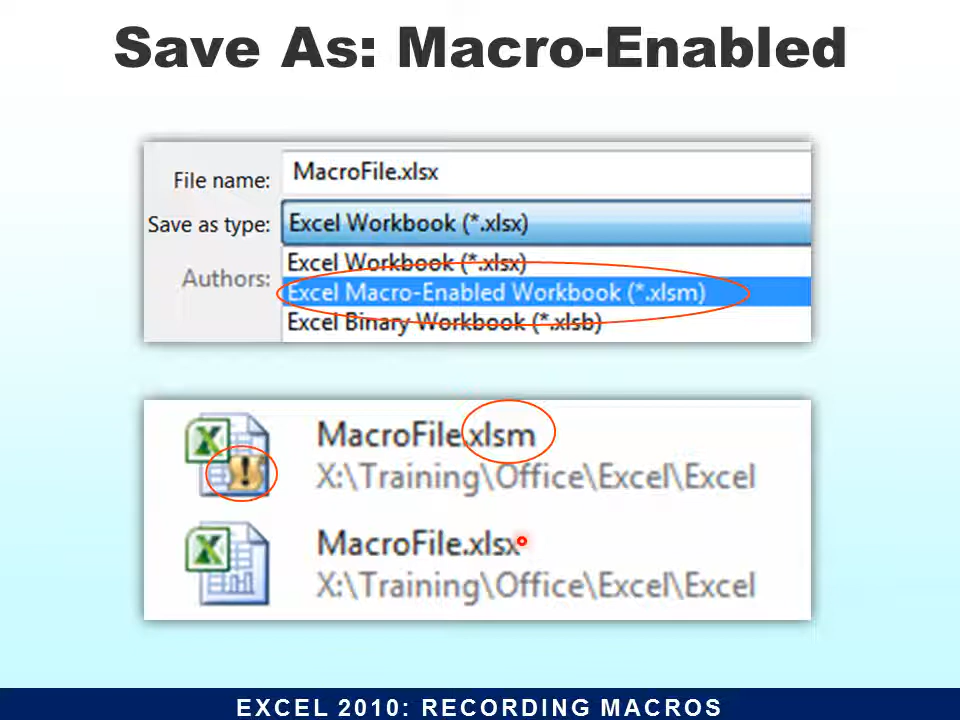 Save As: Macro-Enabled
File name: MacroFile.xlsx
Save as type: Excel Workbook (*.xlsx)
Excel Workbook (*.xlsx)
Authors:
Excel Macro-Enabled Workbook (*.xlsm)
Excel Binary Workbook (*.xlsb)
MacroFile.xlsm
X:\Training\Office\Excel\Excel
MacroFile.xlsx
X:\Training\Office\Excel\Excel
EXCEL 2010: RECORDING MACROS